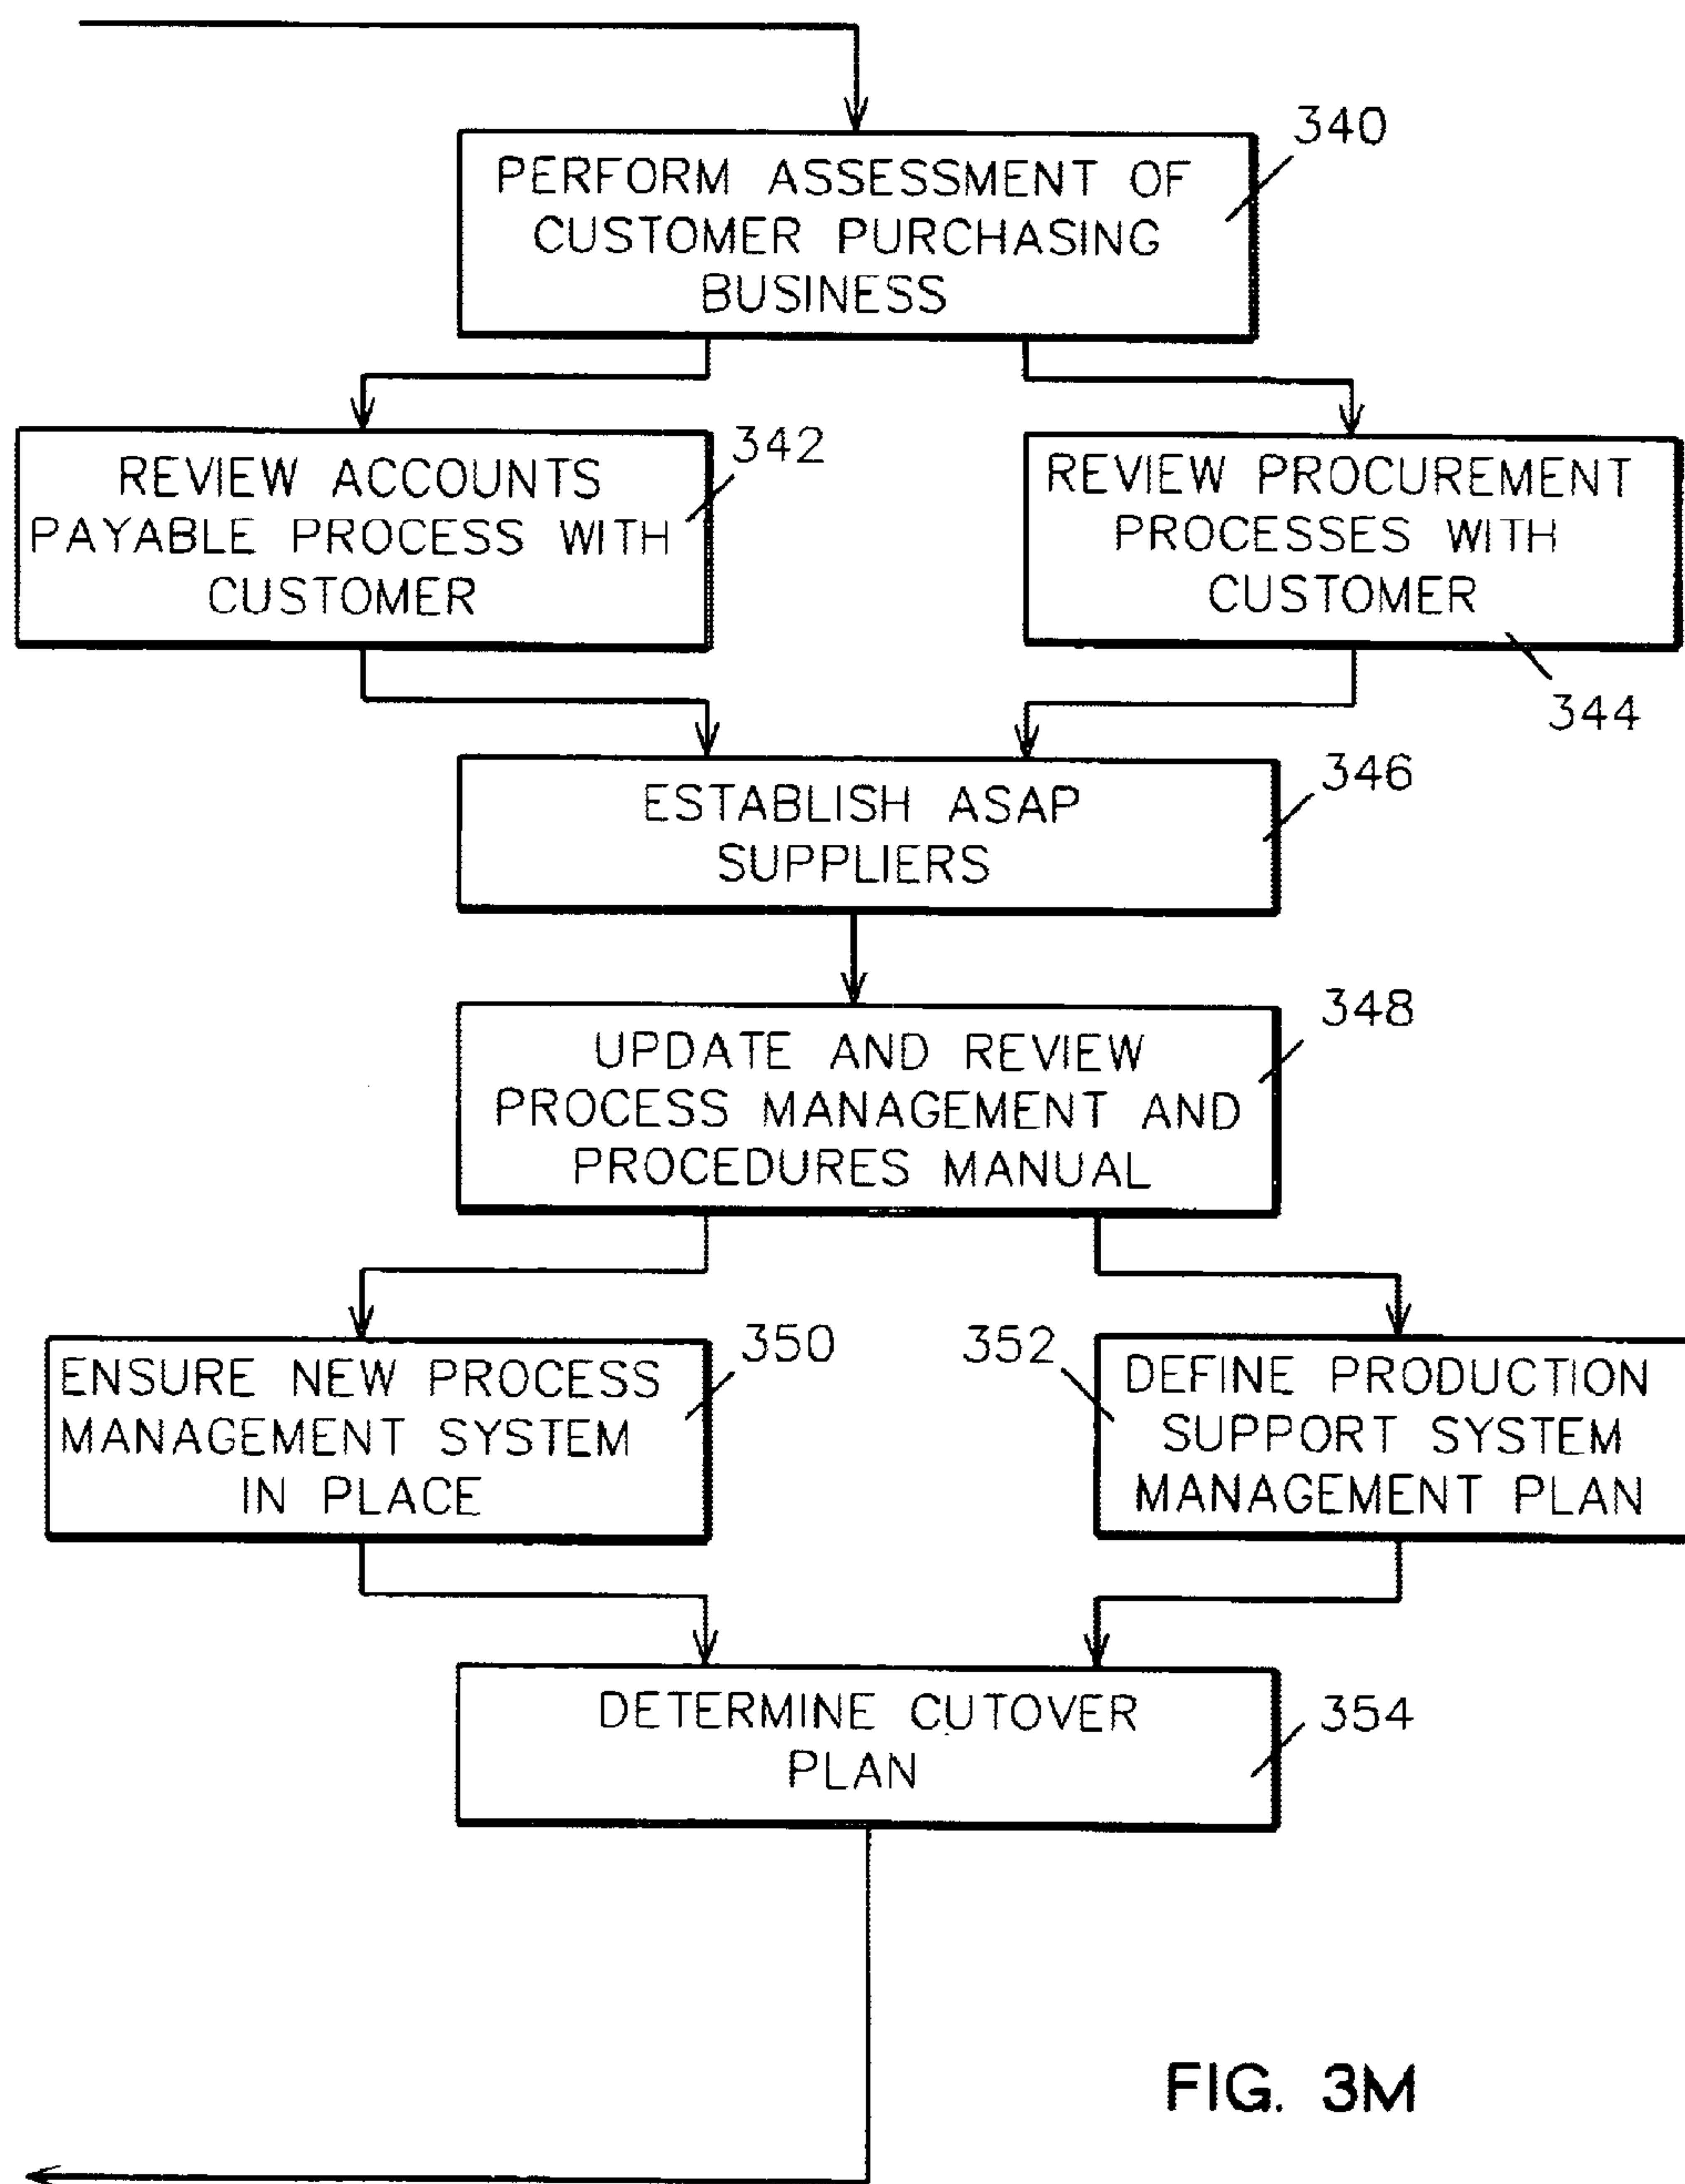 340
PERFORM ASSESSMENT OF
CUSTOMER PURCHASING
BUSINESS
342
REVIEW ACCOUNTS
PAYABLE PROCESS WITH
CUSTOMER
REVIEW PROCUREMENT
PROCESSES WITH
CUSTOMER
344
346
ESTABLISH ASAP
SUPPLIERS
348
UPDATE AND REVIEW
PROCESS MANAGEMENT AND
PROCEDURES MANUAL
350
ENSURE NEW PROCESS
MANAGEMENT SYSTEM
IN PLACE
352
DEFINE PRODUCTION
SUPPORT SYSTEM
MANAGEMENT PLAN
DETERMINE CUTOVER
PLAN
354
FIG. 3M